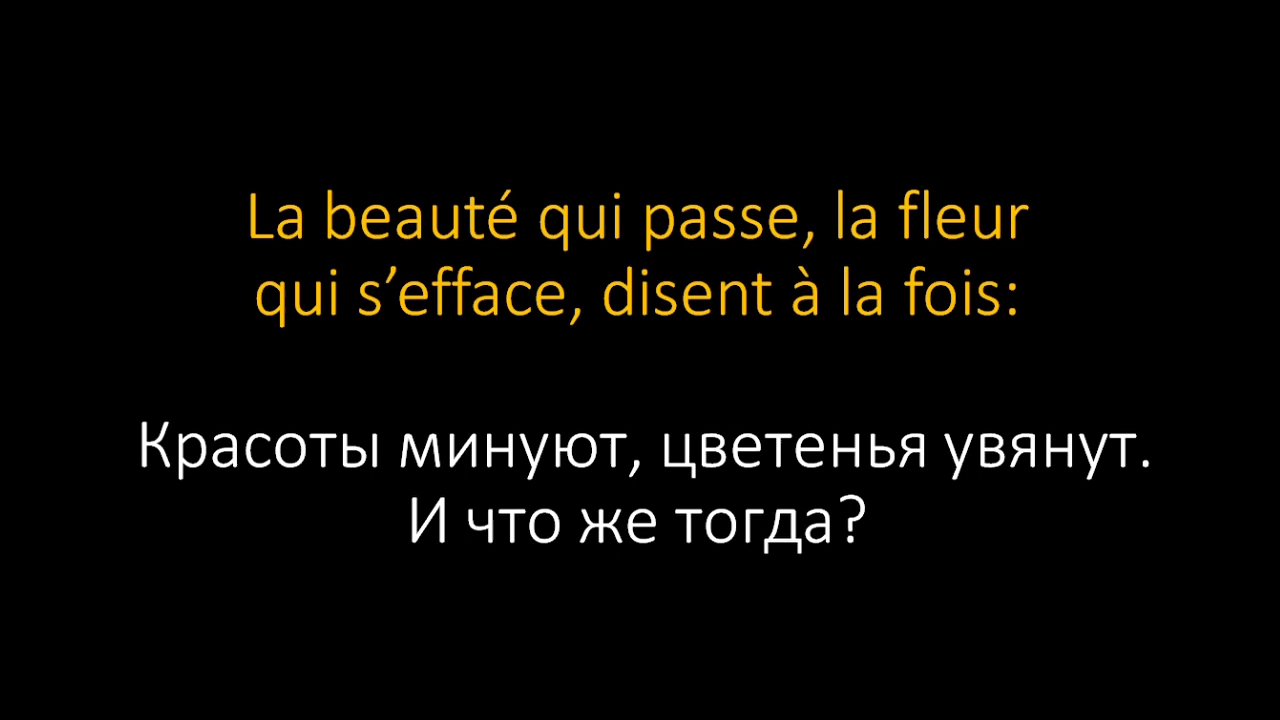 La beauté qui passe, la fleur
qui s’efface, disent à la fois:
Красоты минуют, цветенья увянут.
И что же тогда?